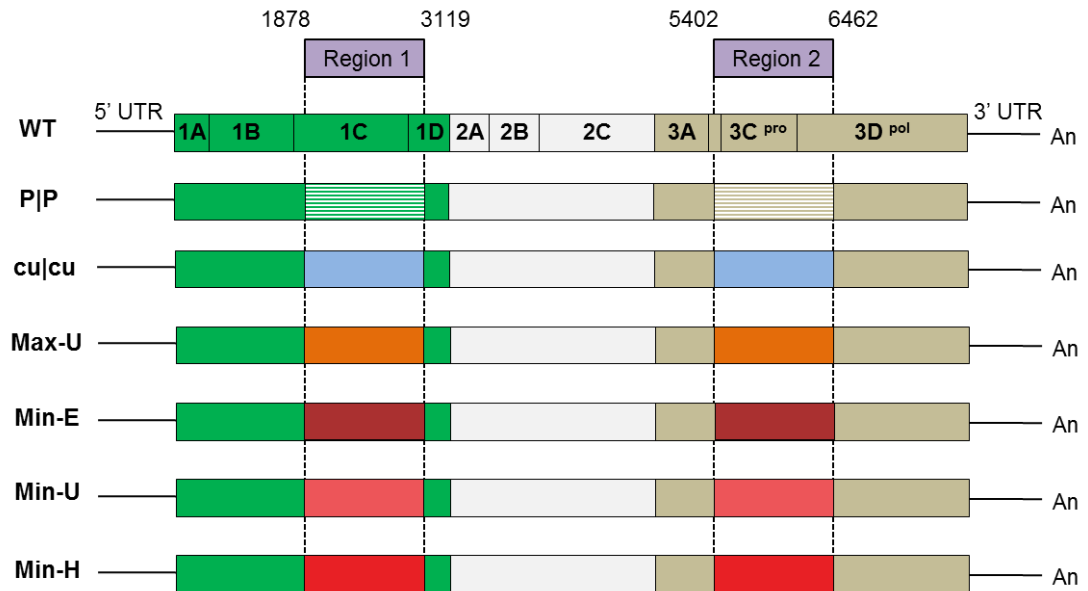 1878 3119 5402 6462
Region 1 Region 2
5’ UTR 3’ UTR
WT 1A 1B 1C 1D 2A 2B 2C 3A 3C pro 3D pol An
P|P An
cu|cu An
Max-U An
Min-E An
Min-U An
Min-H An